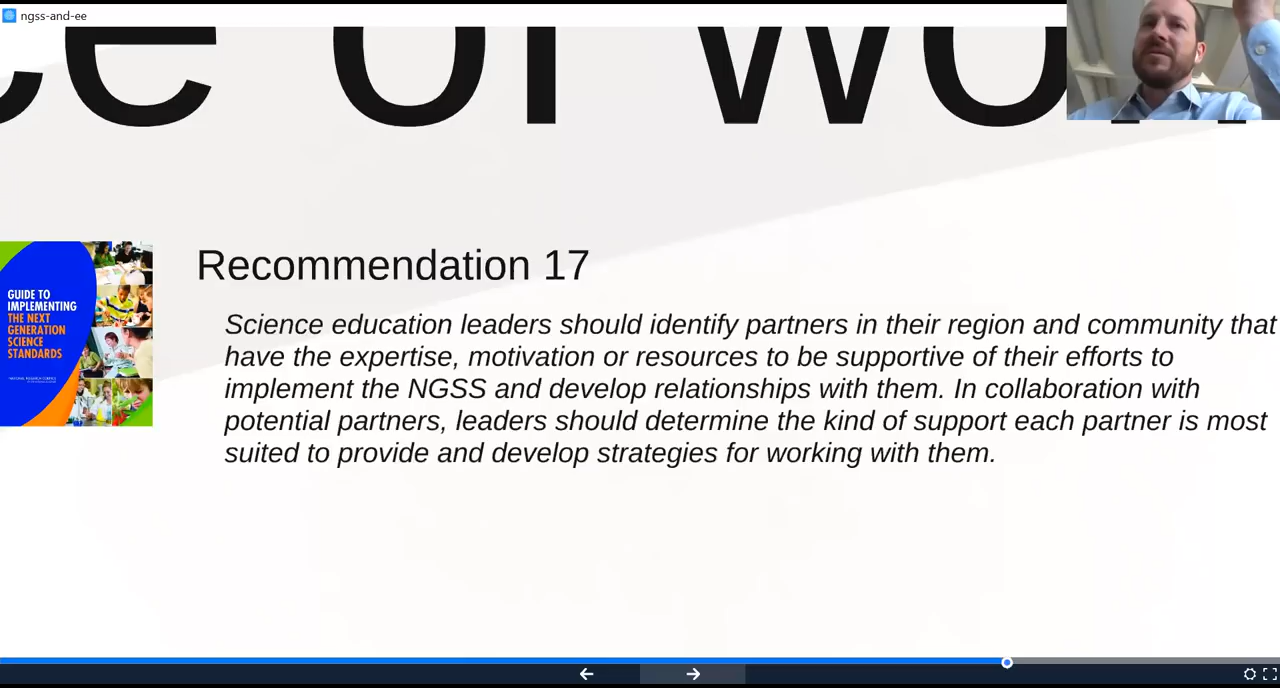 ngss-and-ee
ce of wo
GUIDE TO
IMPLEMENTING
THE NEXT
GENERATION
SCIENCE
STANDARDS
Recommendation 17
Science education leaders should identify partners in their region and community that
have the expertise, motivation or resources to be supportive of their efforts to
implement the NGSS and develop relationships with them. In collaboration with
potential partners, leaders should determine the kind of support each partner is most
suited to provide and develop strategies for working with them.